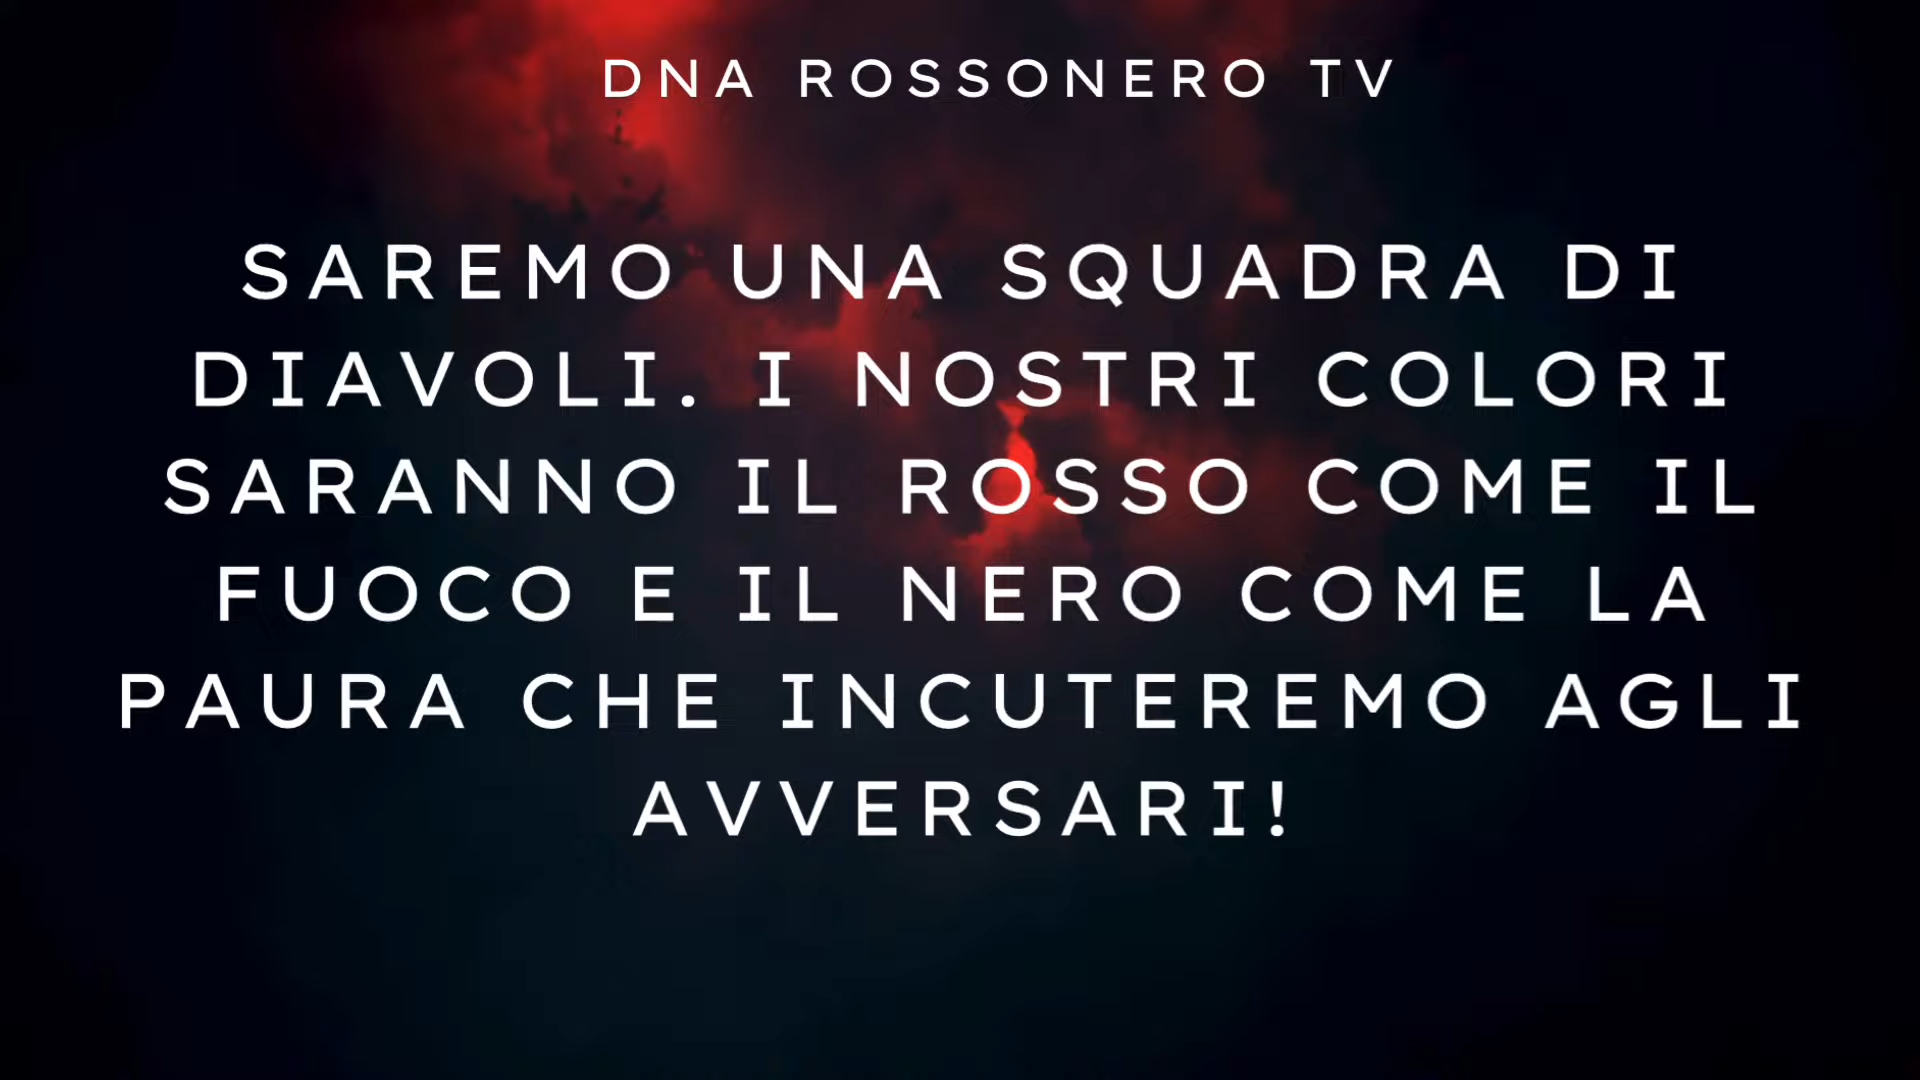 DNA ROSSONERO TV
SAREMO UNA SQUADRA DI
DIAVOLI. I NOSTRI COLORI
SARANNO IL ROSSO COME IL
FUOCO E IL NERO COME LA
PAURA CHE INCUTEREMO AGLI
AVVERSARI!